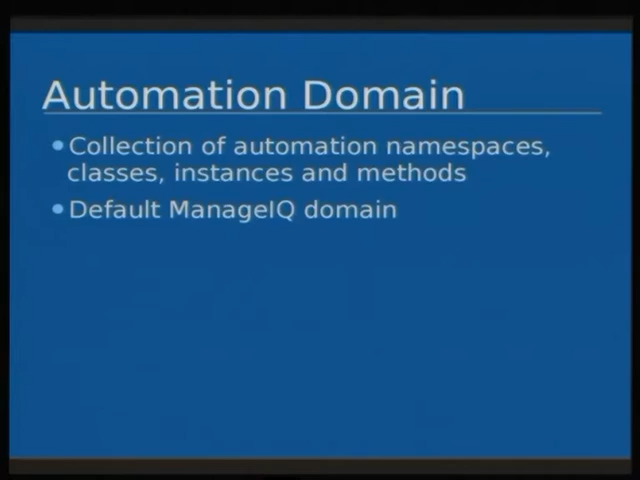 Automation Domain
Collection of automation namespaces,
classes, instances and methods
Default ManageIQ domain